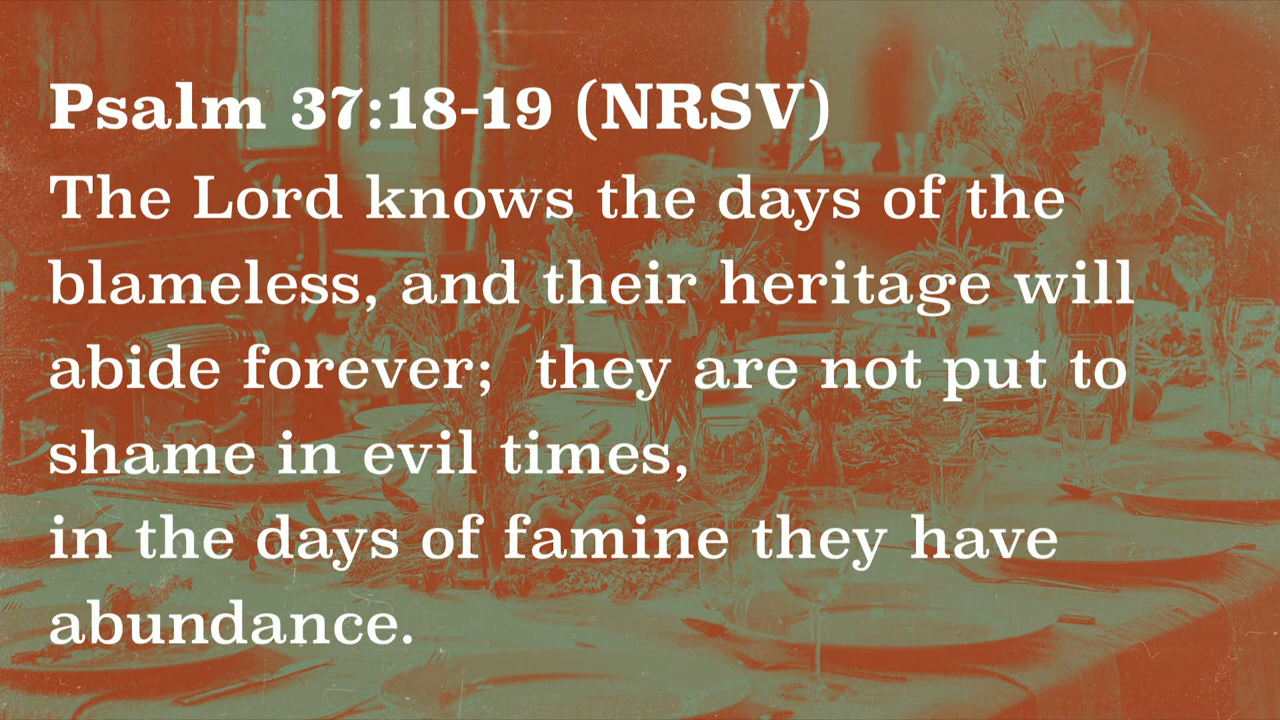 Psalm 37:18-19 (NRSV)
The Lord knows the days of the
blameless, and their heritage will
abide forever;  they are not put to
shame in evil times,
in the days of famine they have
abundance.